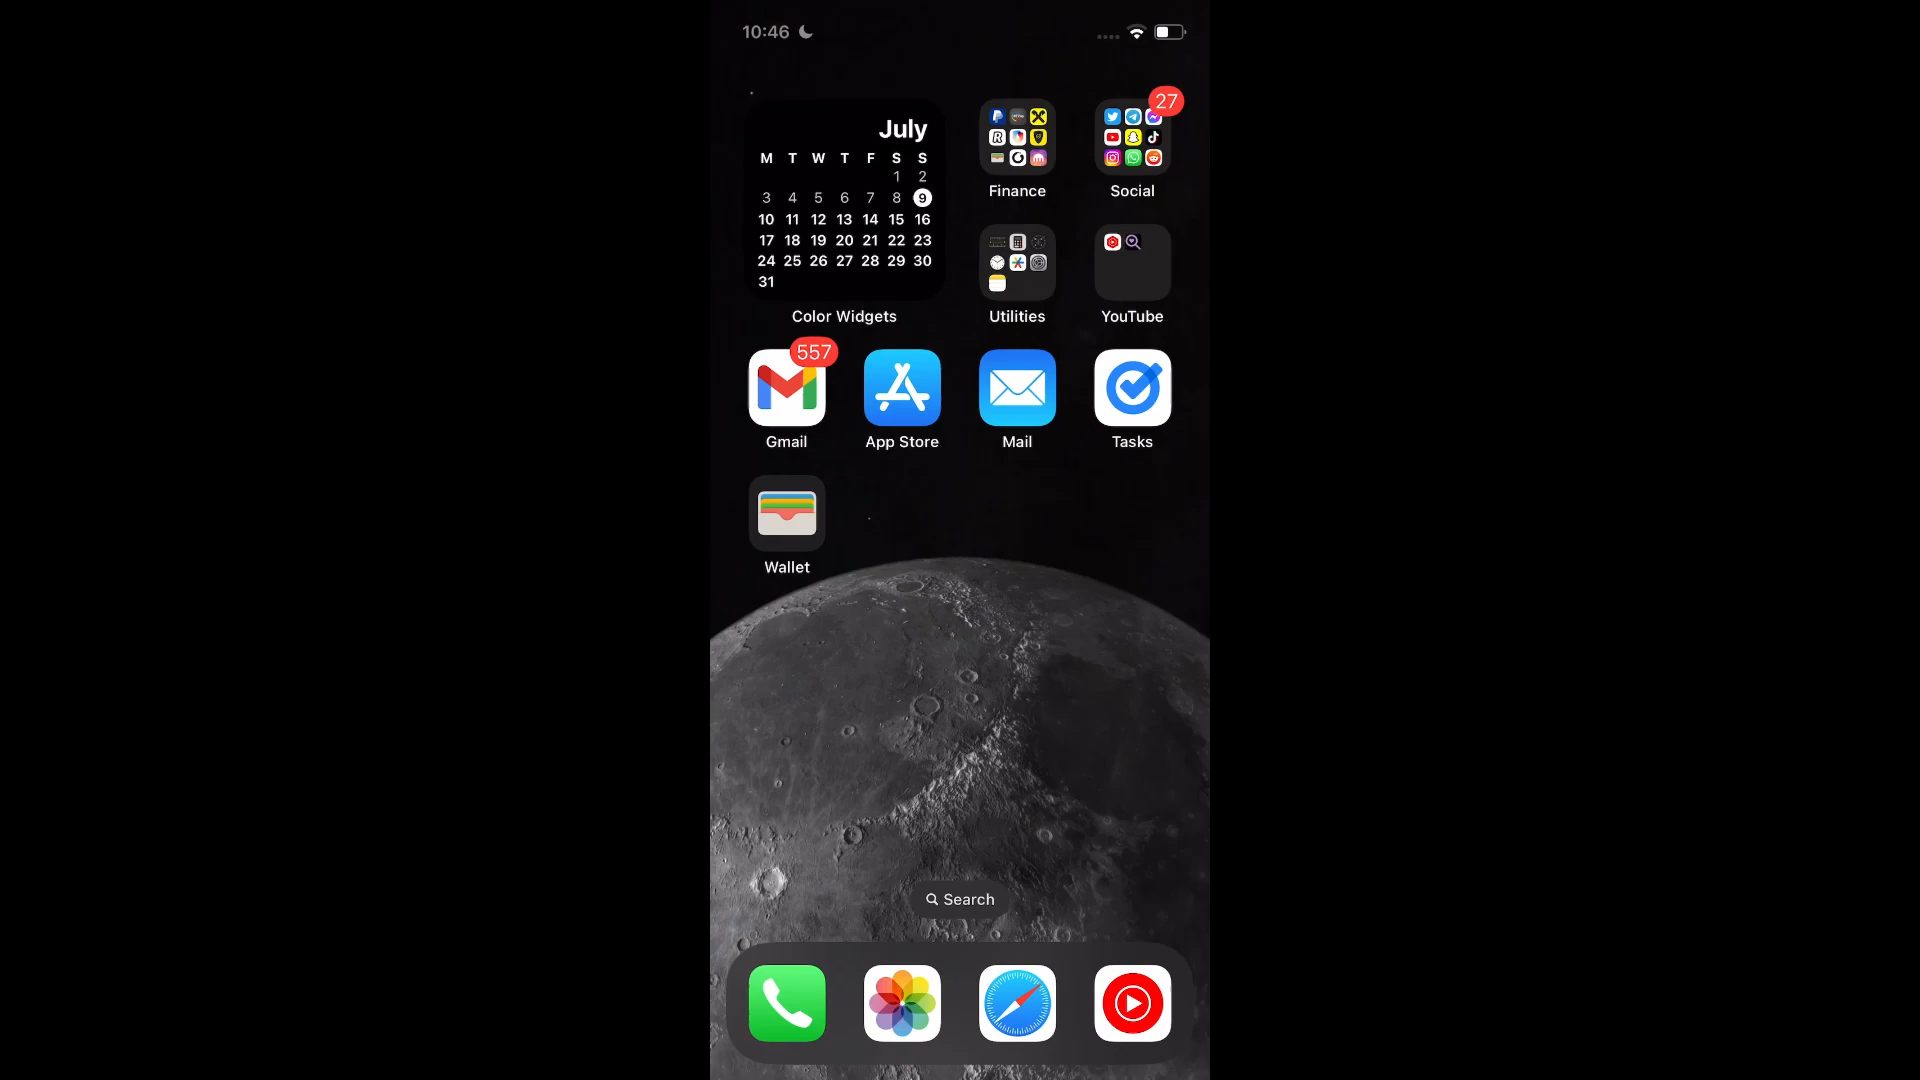 10:46
27
July
M T W T F S S
1 2
3 4 5 6 7 8 9
10 11 12 13 14 15 16
17 18 19 20 21 22 23
24 25 26 27 28 29 30
31
Finance
Social
Color Widgets
Utilities
YouTube
557
Gmail
App Store
Mail
Tasks
Wallet
Search